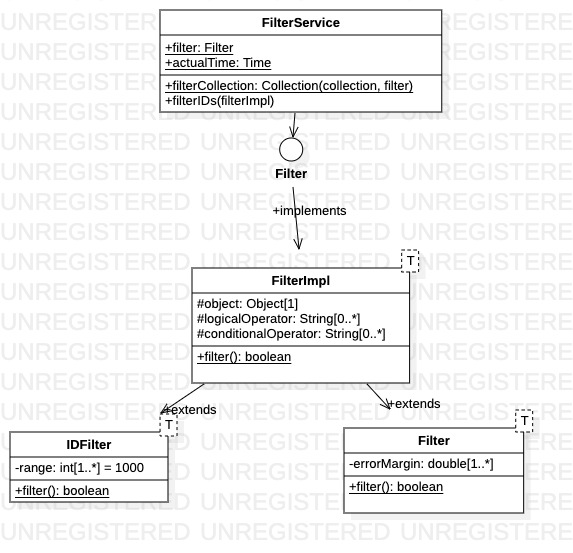 FilterService
+filter: Filter
+actualTime: Time
+filterCollection: Collection(collection, filter)
+filterIDs(filterImpl)
Filter
+implements
T
FilterImpl
#object: Object[1]
#logicalOperator: String[0..*]
#conditionalOperator: String[0..*]
+filter(): boolean
+extends
+extends
T
IDFilter
-range: int[1..*] = 1000
+filter(): boolean
T
Filter
-errorMargin: double[1..*]
+filter(): boolean
UNREGISTERED